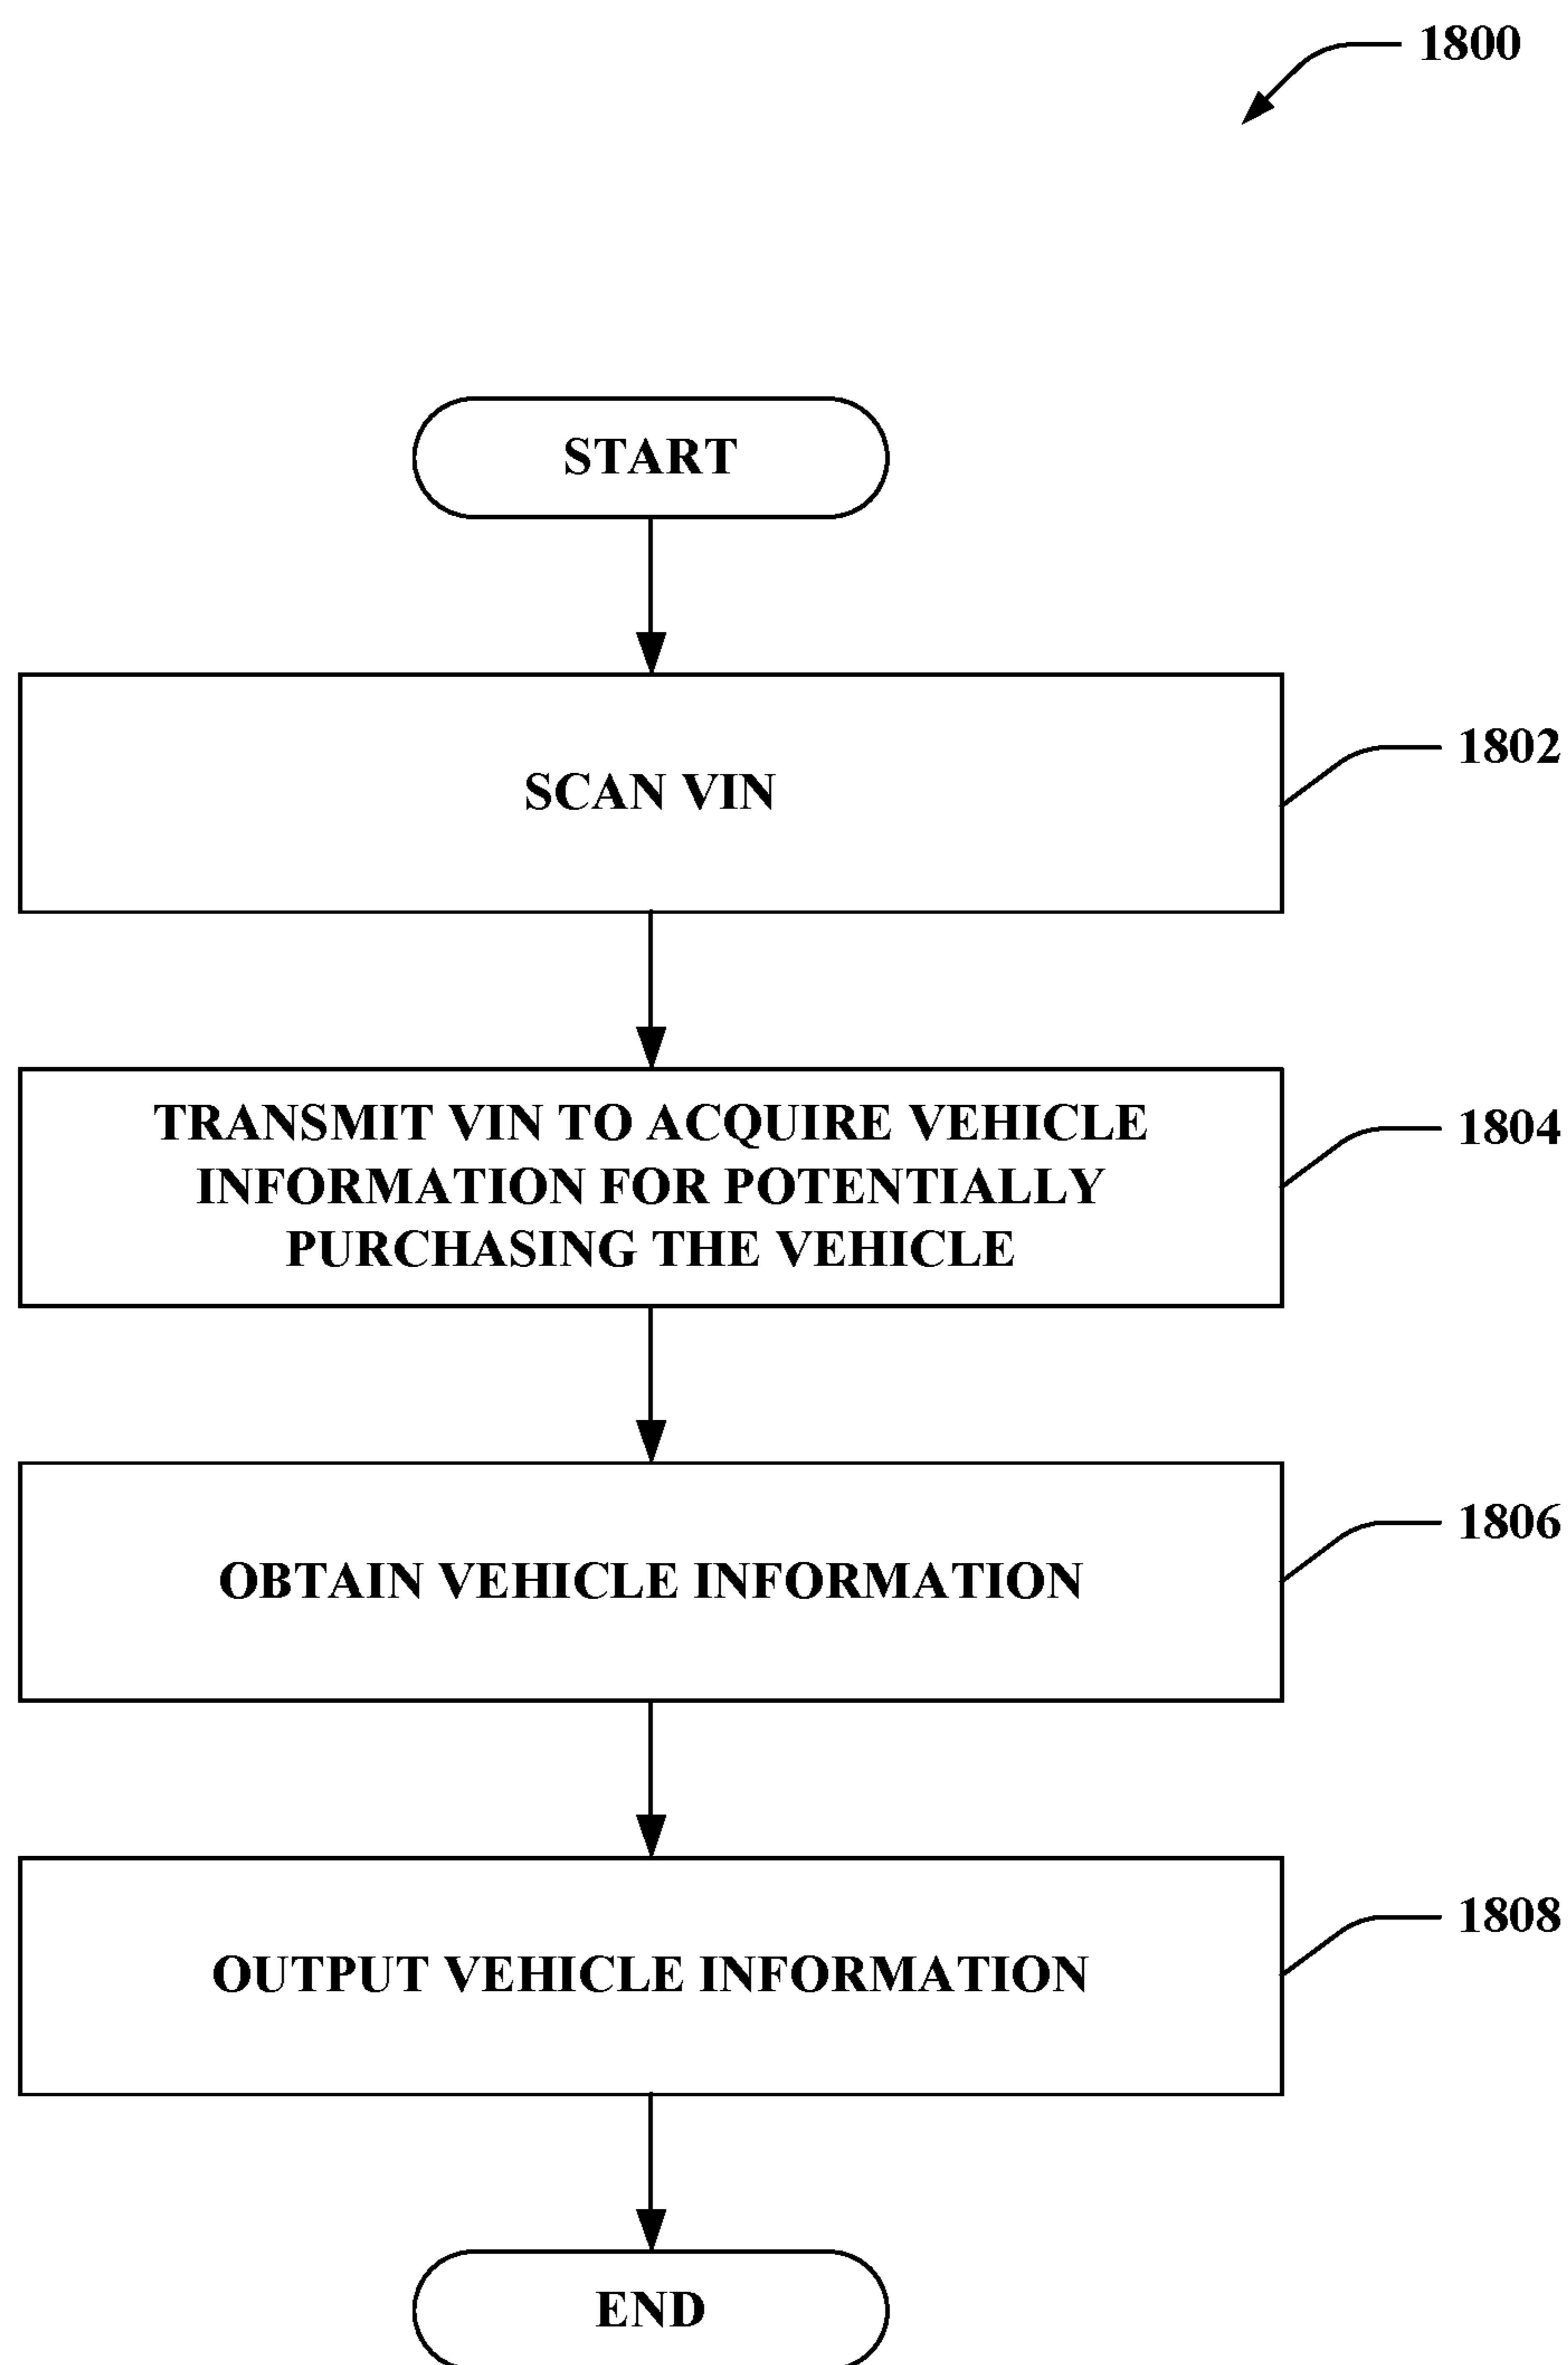 1800
START
SCAN VIN
1802
TRANSMIT VIN TO ACQUIRE VEHICLE
INFORMATION FOR POTENTIALLY
PURCHASING THE VEHICLE
1804
OBTAIN VEHICLE INFORMATION
1806
OUTPUT VEHICLE INFORMATION
1808
END